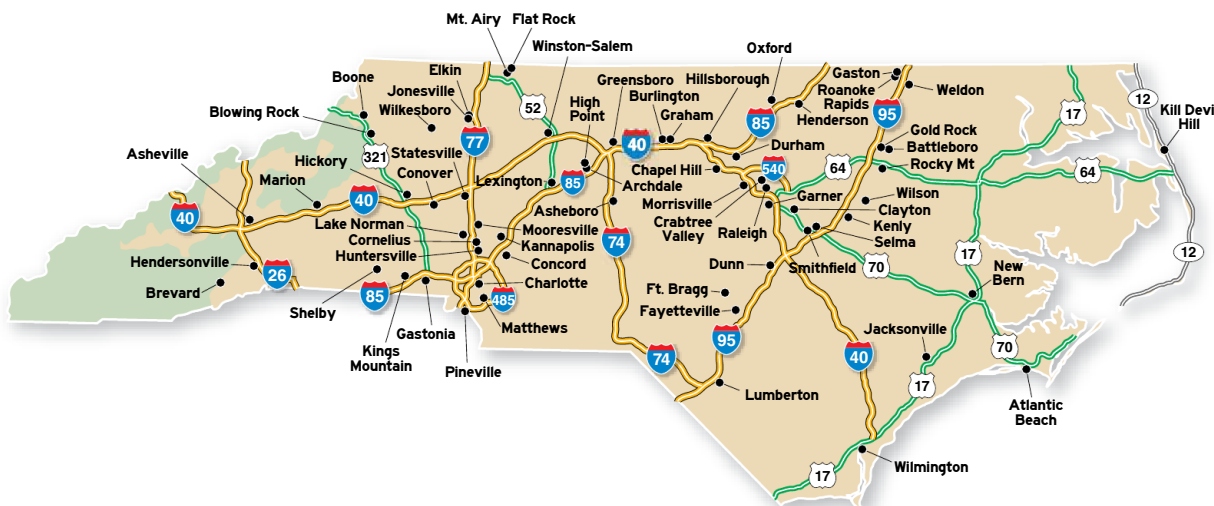 Mt. Airy
Flat Rock
Winston-Salem
Oxford
Boone
Elkin
Greensboro
Hillsborough
Gaston
Jonesville
Burlington
Roanoke
Rapids
Weldon
Blowing Rock
Wilkesboro
52
High
Point
Graham
85
Henderson
95
17
12
Kill Devi
Hill
Asheville
77
40
Gold Rock
Battleboro
Rocky Mt
321
Statesville
Durham
Hickory
Conover
Lexington
85
Archdale
Chapel Hill
540
64
64
Marion
40
Asheboro
Morrisville
Garner
Wilson
40
Lake Norman
Mooresville
Crabtree
Valley
Clayton
Cornelius
Kannapolis
74
Raleigh
Kenly
Huntersville
Selma
Concord
Smithfield
17
12
Hendersonville
26
Charlotte
Dunn
70
New
Bern
Brevard
85
485
Ft. Bragg
Shelby
Matthews
Fayetteville
Gastonia
Jacksonville
Kings
Mountain
95
70
Pineville
74
40
17
Lumberton
Atlantic
Beach
Wilmington
17